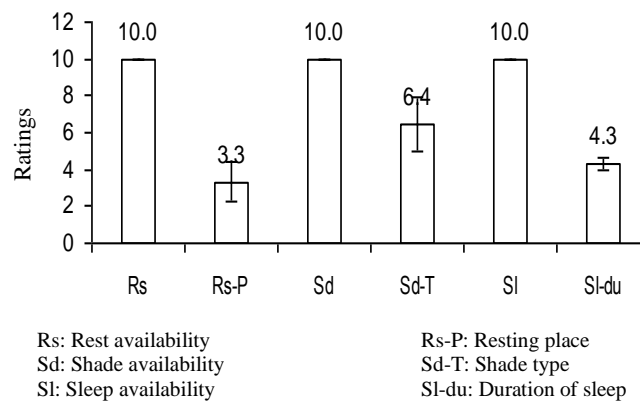 12
10
8
6
4
2
0
Ratings
10.0
3.3
10.0
6.4
10.0
4.3
Rs Rs-P Sd Sd-T Sl Sl-du
Rs: Rest availability Rs-P: Resting place
Sd: Shade availability Sd-T: Shade type
Sl: Sleep availability Sl-du: Duration of sleep